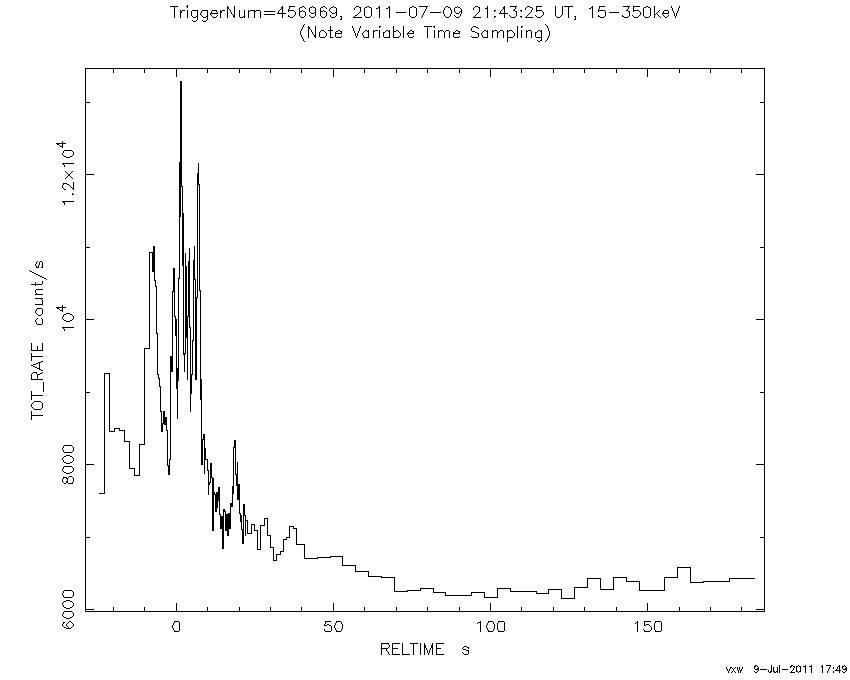 TriggerNum=456969, 2011-07-09 21:43:25 UT, 15-350keV
(Note Variable Time Sampling)
TOT_RATE count/s
1.2×10⁴
10⁴
8000
6000
0 50 100 150
RELTIME s
vxw 9-Jul-2011 17:49